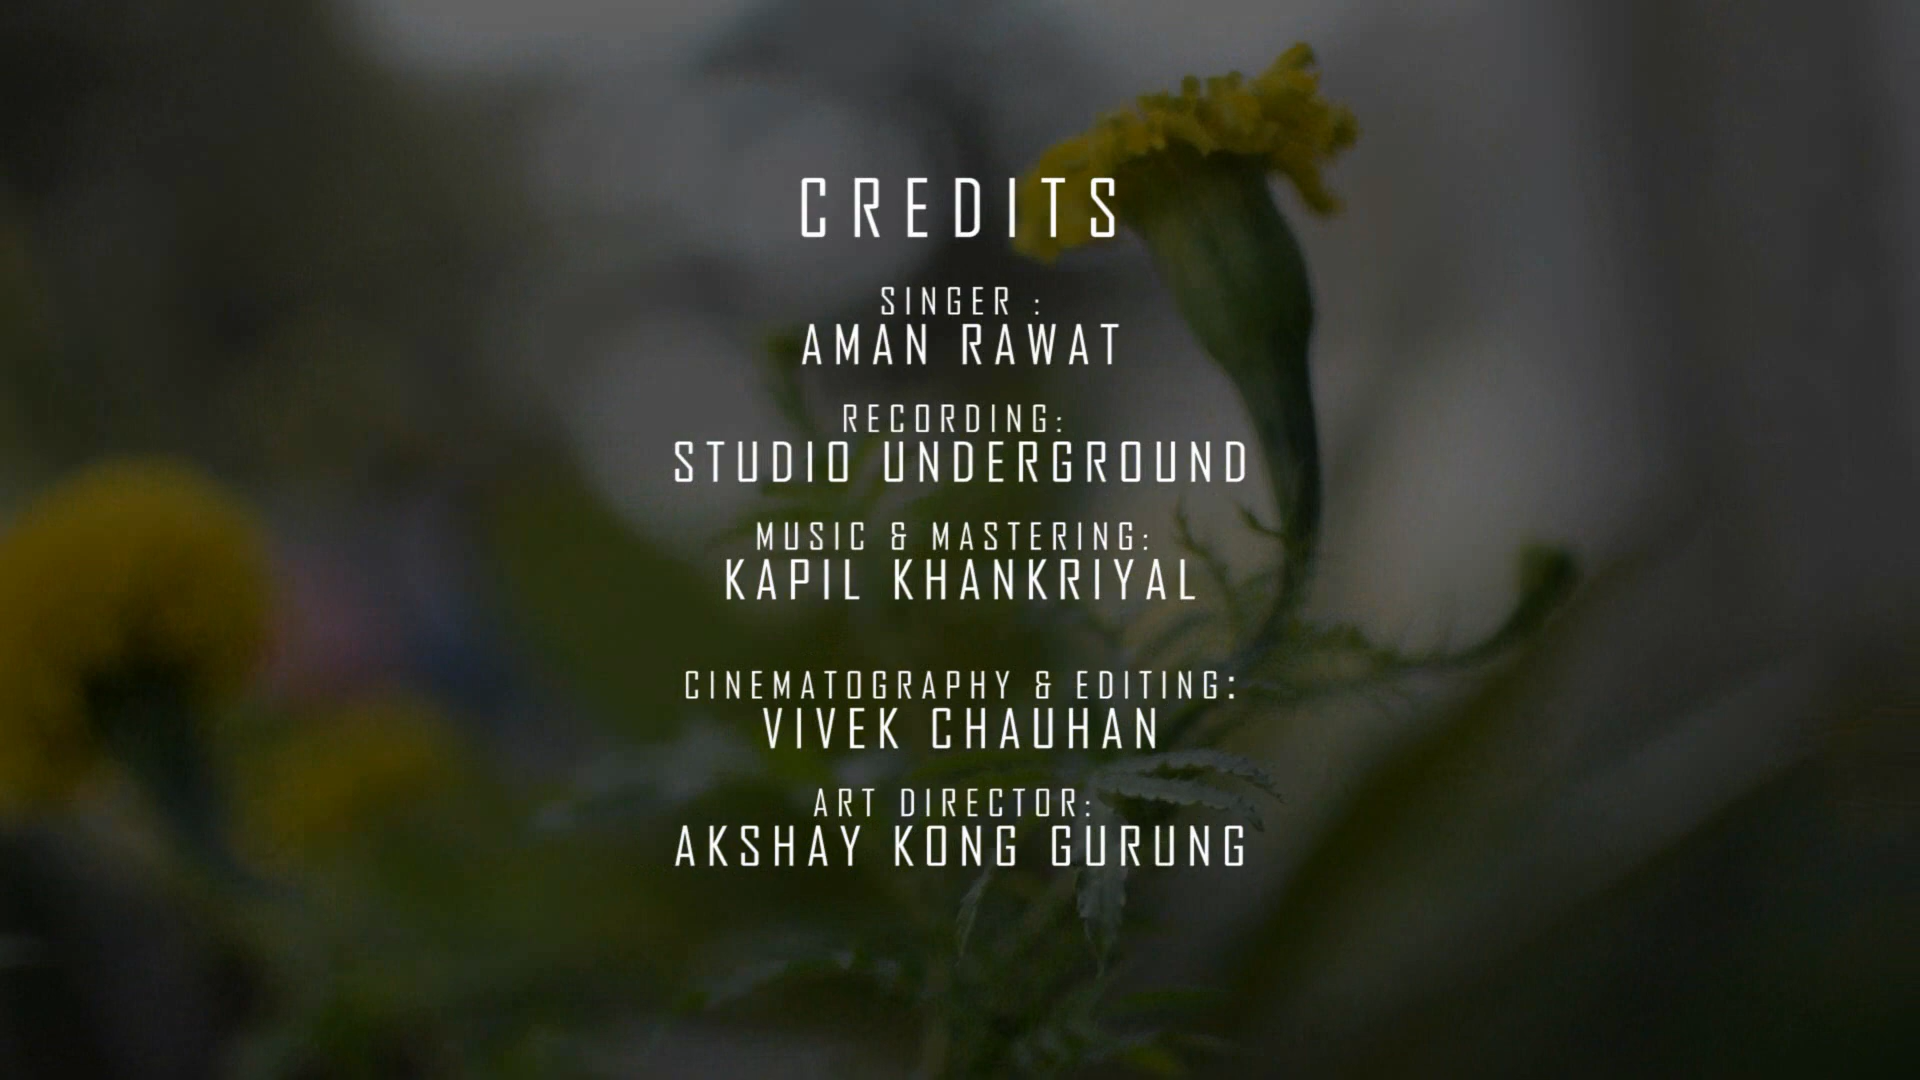 CREDITS
SINGER :
AMAN RAWAT
RECORDING:
STUDIO UNDERGROUND
MUSIC & MASTERING:
KAPIL KHANKRIYAL
CINEMATOGRAPHY & EDITING:
VIVEK CHAUHAN
ART DIRECTOR:
AKSHAY KONG GURUNG